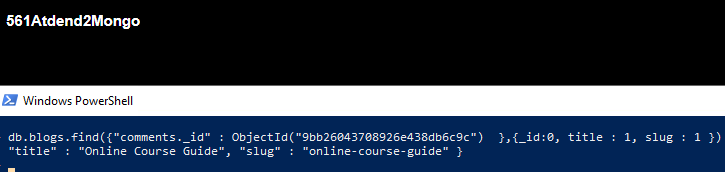 561Atdend2Mongo
Windows PowerShell
db.blogs.find({"comments._id" : ObjectId("9bb26043708926e438db6c9c")  },{_id:0, title : 1, slug : 1 })
"title" : "Online Course Guide", "slug" : "online-course-guide" }